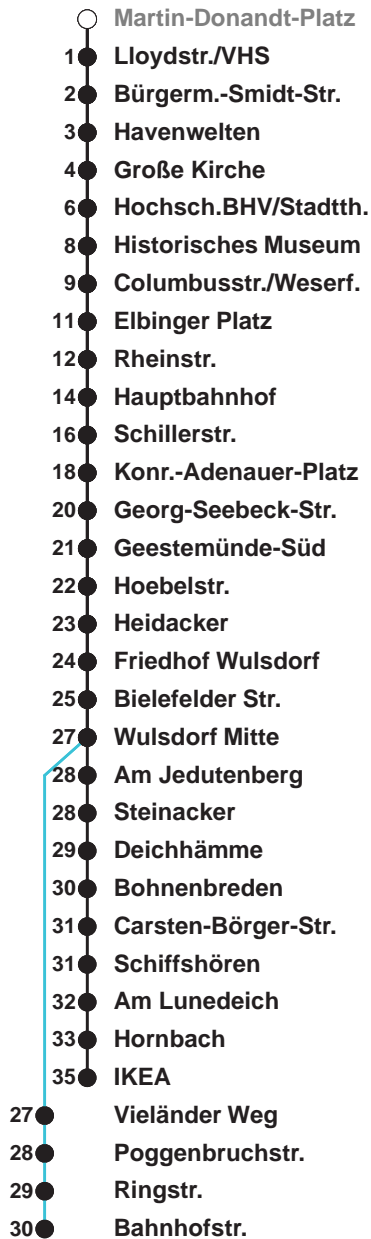 Martin-Donandt-Platz
1 Lloydstr./VHS
2 Bürgerm.-Smidt-Str.
3 Havenwelten
4 Große Kirche
6 Hochsch.BHV/Stadtth.
8 Historisches Museum
9 Columbusstr./Weserf.
11 Elbinger Platz
12 Rheinstr.
14 Hauptbahnhof
16 Schillerstr.
18 Konr.-Adenauer-Platz
20 Georg-Seebeck-Str.
21 Geestemünde-Süd
22 Hoebelstr.
23 Heidacker
24 Friedhof Wulsdorf
25 Bielefelder Str.
27 Wulsdorf Mitte
28 Am Jedutenberg
28 Steinacker
29 Deichhämme
30 Bohnenbreden
31 Carsten-Börger-Str.
31 Schiffshören
32 Am Lunedeich
33 Hornbach
35 IKEA
27 Vieländer Weg
28 Poggenbruchstr.
29 Ringstr.
30 Bahnhofstr.